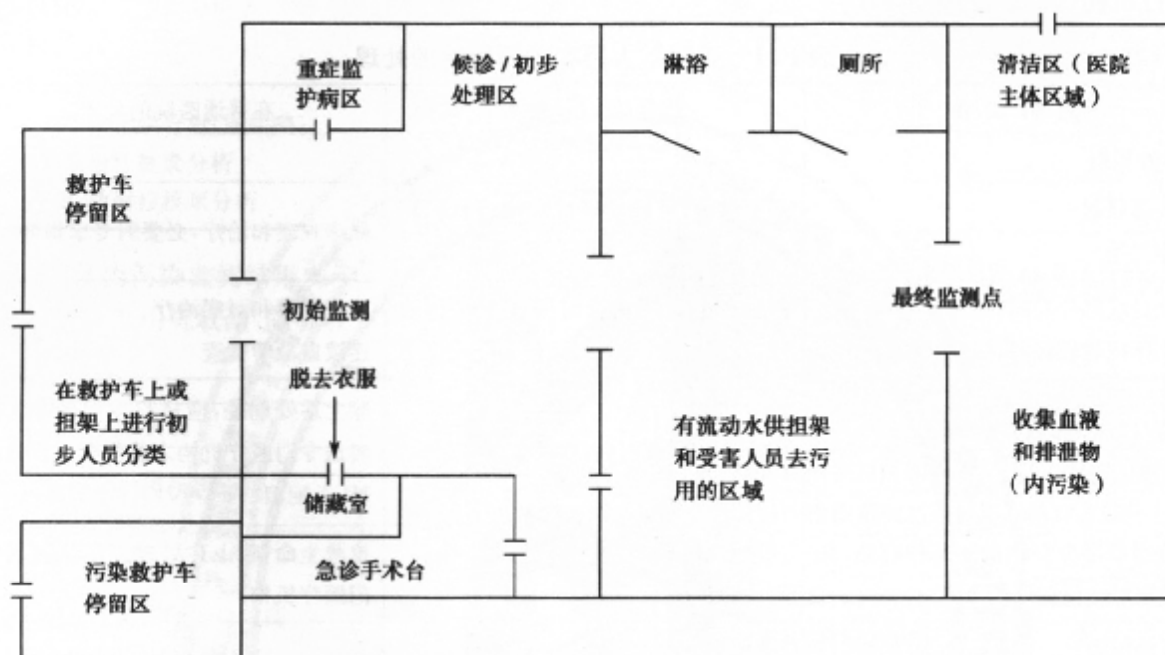 重症监
护病区
候诊/初步
处理区
淋浴
厕所
清洁区(医院
主体区域)
救护车
停留区
初始监测
最终监测点
脱去衣服
在救护车上或
担架上进行初
步人员分类
有流动水供担架
和受害人员去污
用的区域
收集血液
和排泄物
(内污染)
储藏室
污染救护车
停留区
急诊手术台